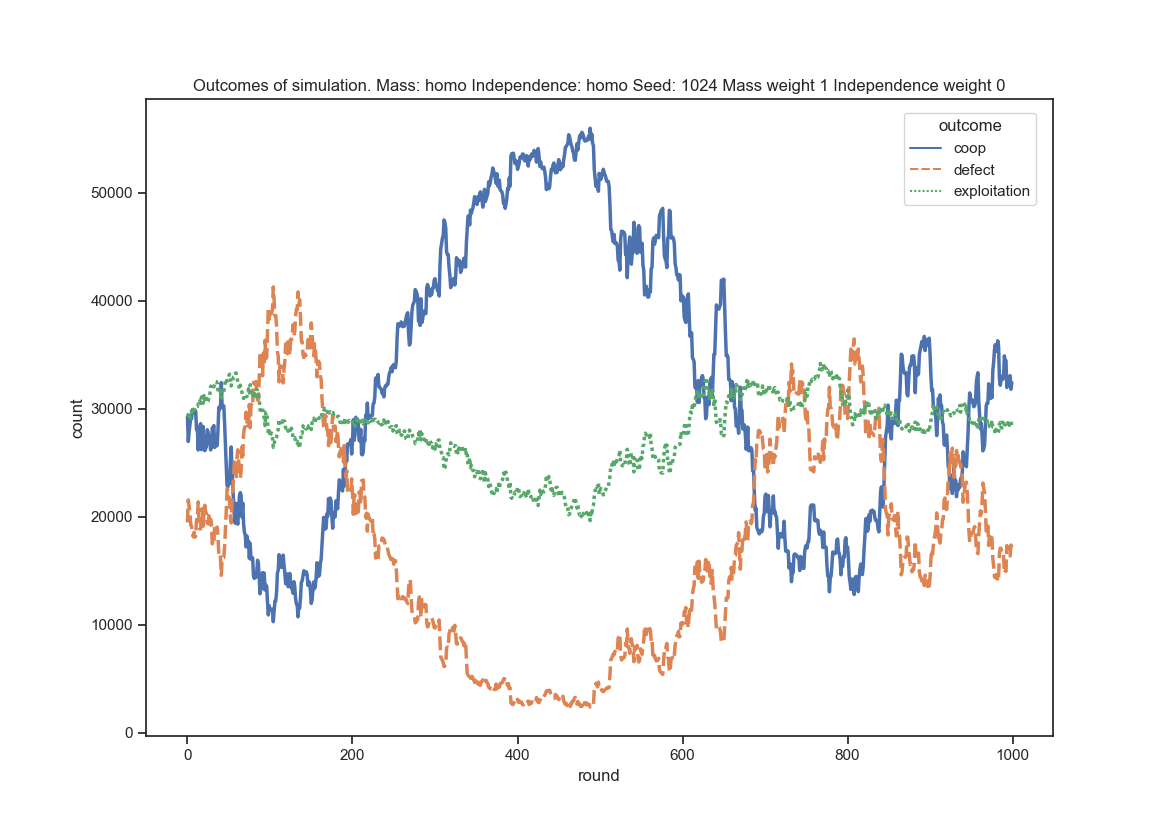 Outcomes of simulation. Mass: homo Independence: homo Seed: 1024 Mass weight 1 Independence weight 0
outcome
coop
defect
exploitation
count
50000
40000
30000
20000
10000
0
0 200 400 600 800 1000
round